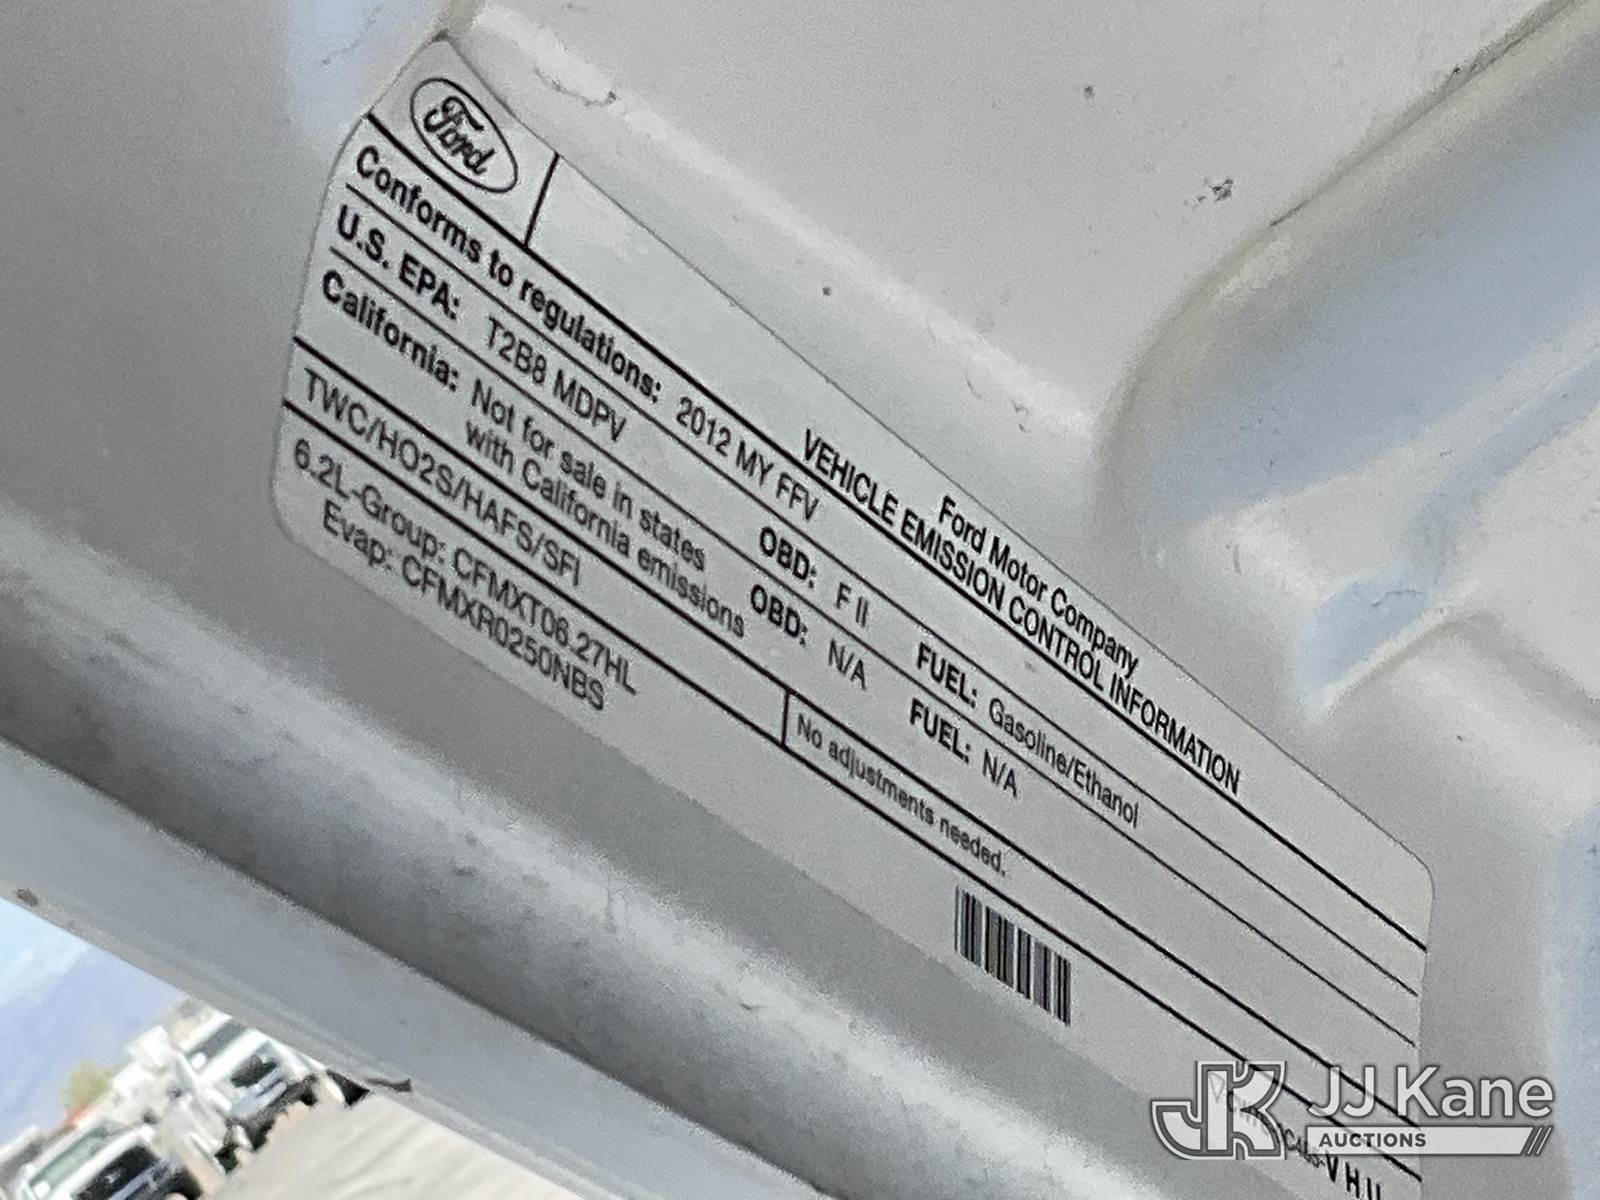 Ford
Ford Motor Company
VEHICLE EMISSION CONTROL INFORMATION
Conforms to regulations: 2012 MY FFV
U.S. EPA: T2B8 MDPV OBD: F II FUEL: Gasoline/Ethanol
California: Not for sale in states with California emissions OBD: N/A FUEL: N/A
TWC/HO2S/HAFS/SFI No adjustments needed.
6.2L-Group: CFMXT06.27HL
Evap: CFMXR0250NBS
JJ Kane
AUCTIONS